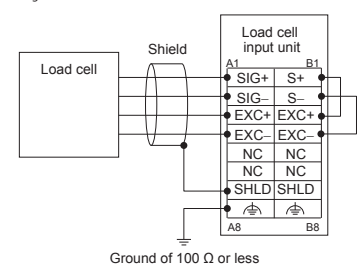 Load cell
input unit
Shield
A1 B1
Load cell
SIG+ S+
SIG– S–
EXC+ EXC+
EXC– EXC–
NC NC
NC NC
SHLD SHLD
A8 B8
Ground of 100 Ω or less